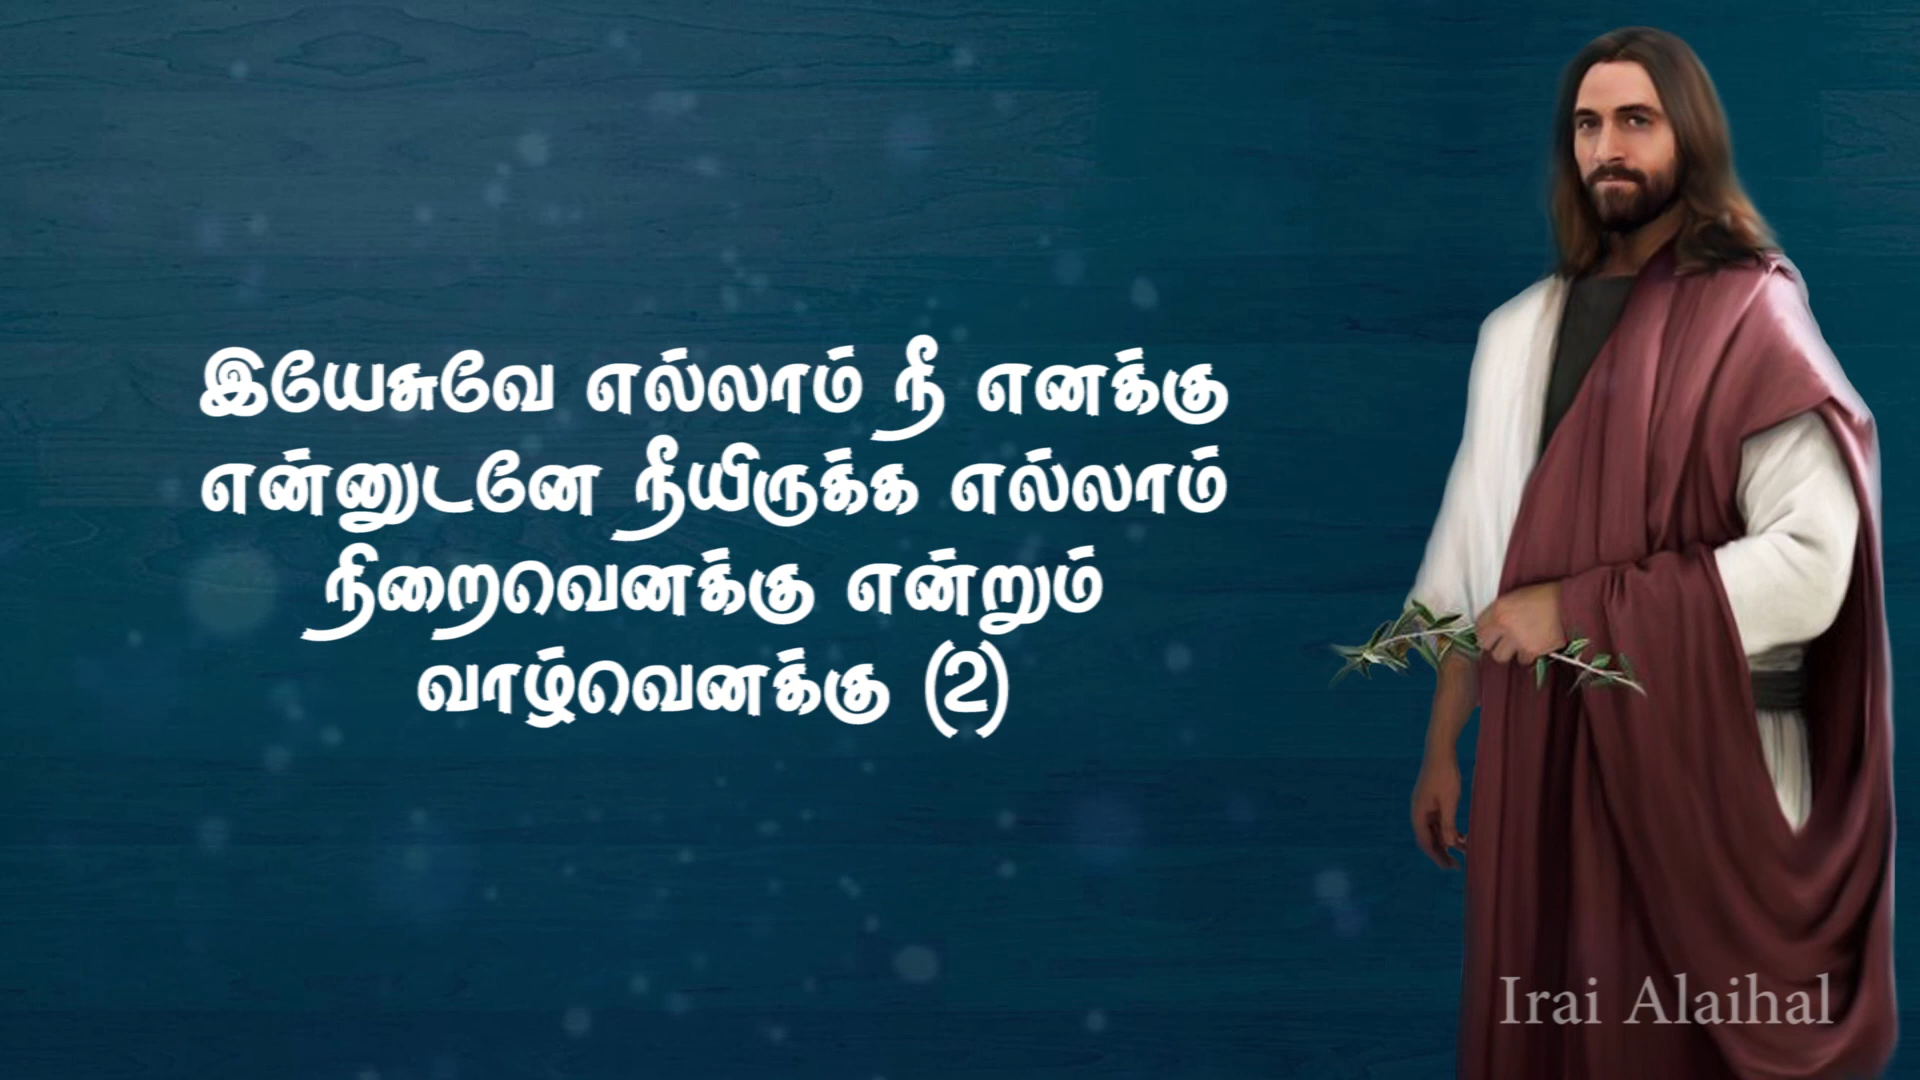 இயேசுவே எல்லாம் நீ எனக்கு
என்னுடனே நீயிருக்க எல்லாம்
நிறைவெனக்கு என்றும்
வாழ்வெனக்கு (2)
Irai Alaihal